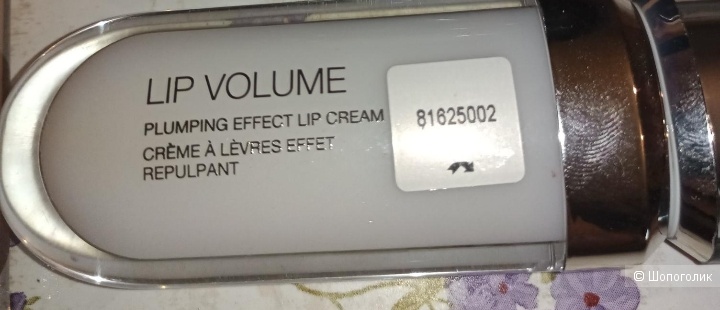 LIP VOLUME
PLUMPING EFFECT LIP CREAM
CRÈME À LÈVRES EFFET
REPULPANT
81625002
© Шопоголик